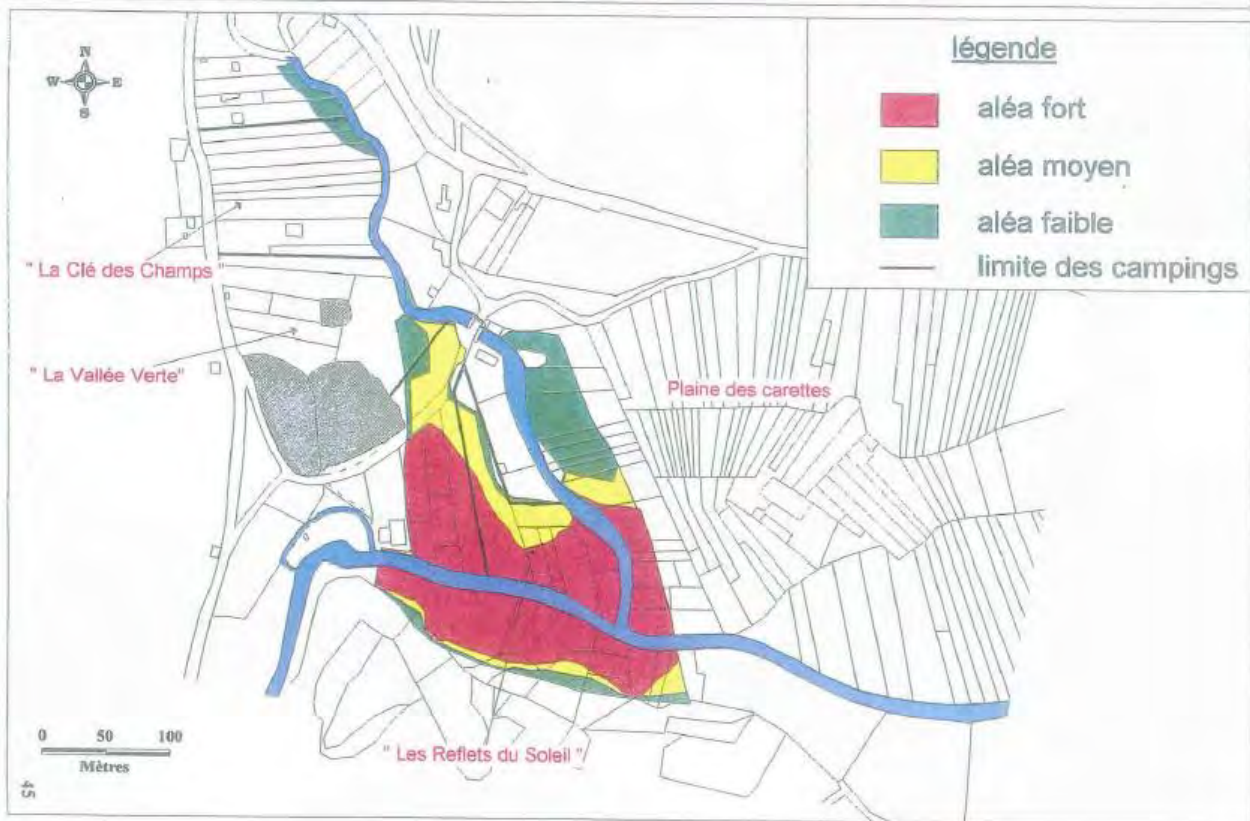 N
W E
S
légende
aléa fort
aléa moyen
aléa faible
limite des campings
" La Clé des Champs "
" La Vallée Verte"
Plaine des carettes
" Les Reflets du Soleil "
0 50 100
Mètres
45